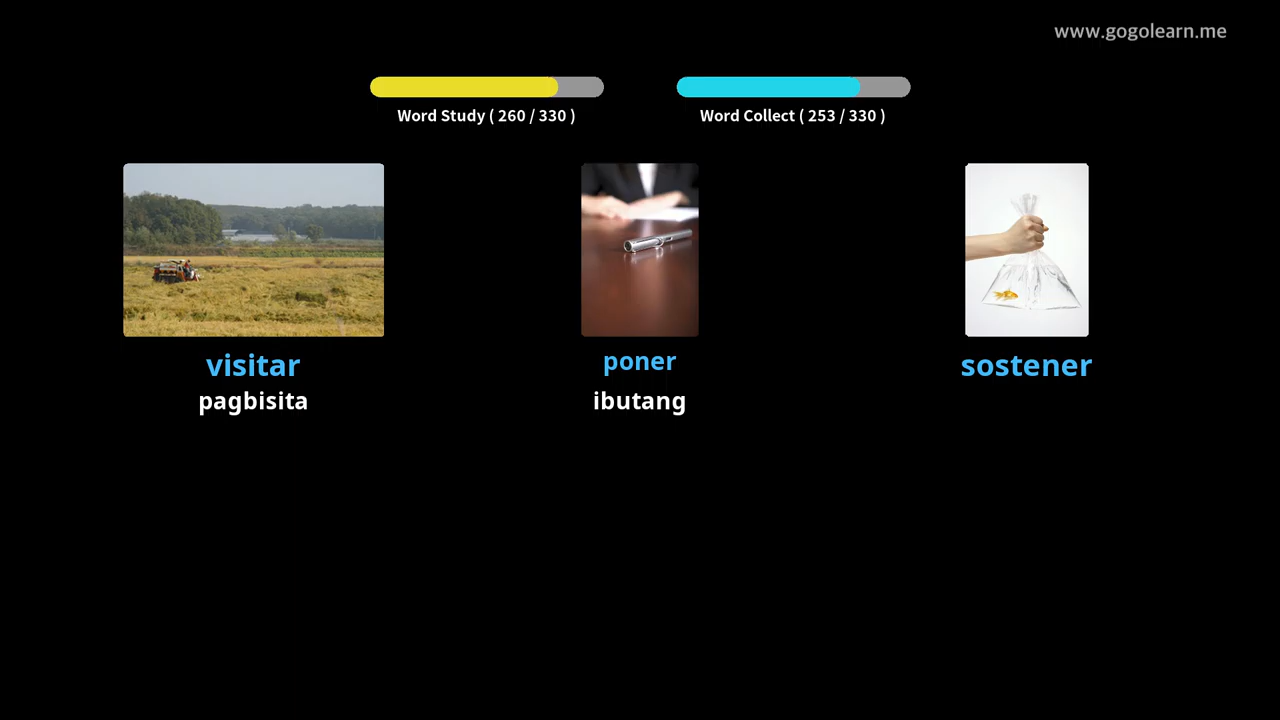 www.gogolearn.me
Word Study ( 260 / 330 )
Word Collect ( 253 / 330 )
visitar
pagbisita
poner
ibutang
sostener